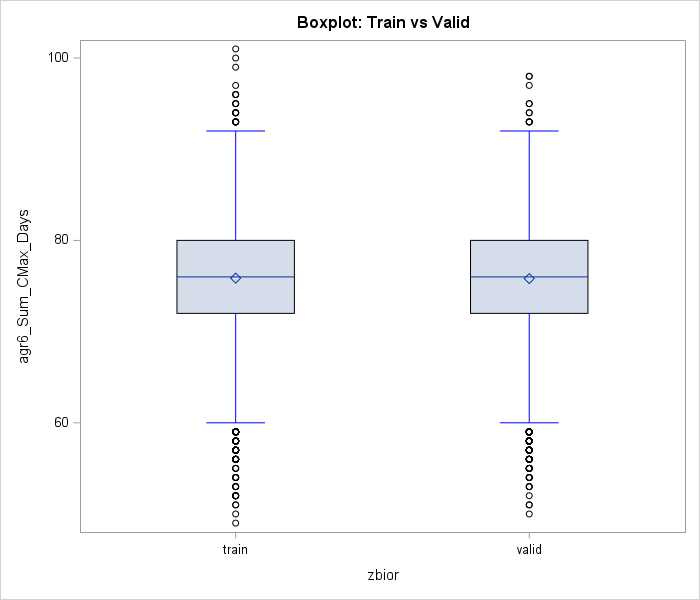 Boxplot: Train vs Valid
100
80
60
agr6_Sum_CMax_Days
train
valid
zbior